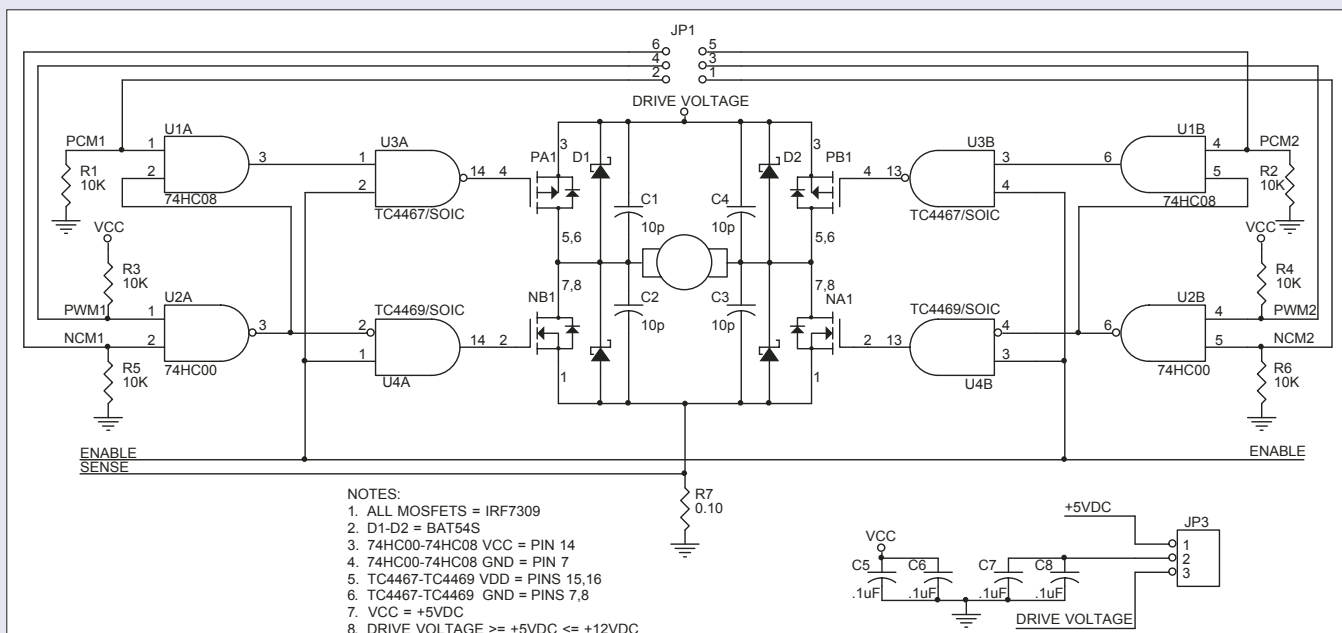 JP1
6 5
4 3
2 1
DRIVE VOLTAGE
PCM1
R1
10K
U1A
1
2
3
74HC08
U3A
1
2
14
TC4467/SOIC
4
PA1
3
D1
C1
10p
5,6
C4
10p
D2
3
PB1
5,6
4
U3B
13
3
4
TC4467/SOIC
U1B
6
4
5
74HC08
PCM2
R2
10K
VCC
R3
10K
PWM1
NCM1
R5
10K
U2A
1
2
3
74HC00
TC4469/SOIC
2
1
14
U4A
2
NB1
7,8
1
C2
10p
C3
10p
7,8
NA1
1
2
TC4469/SOIC
13
4
3
U4B
U2B
6
4
5
74HC00
VCC
R4
10K
PWM2
NCM2
R6
10K
ENABLE ENABLE
SENSE
R7
0.10
NOTES:
1. ALL MOSFETS = IRF7309
2. D1-D2 = BAT54S
3. 74HC00-74HC08 VCC = PIN 14
4. 74HC00-74HC08 GND = PIN 7
5. TC4467-TC4469 VDD = PINS 15,16
6. TC4467-TC4469 GND = PINS 7,8
7. VCC = +5VDC
8. DRIVE VOLTAGE >= +5VDC <= +12VDC
VCC
C5
.1uF
C6
.1uF
C7
.1uF
C8
.1uF
+5VDC
JP3
1
2
3
DRIVE VOLTAGE